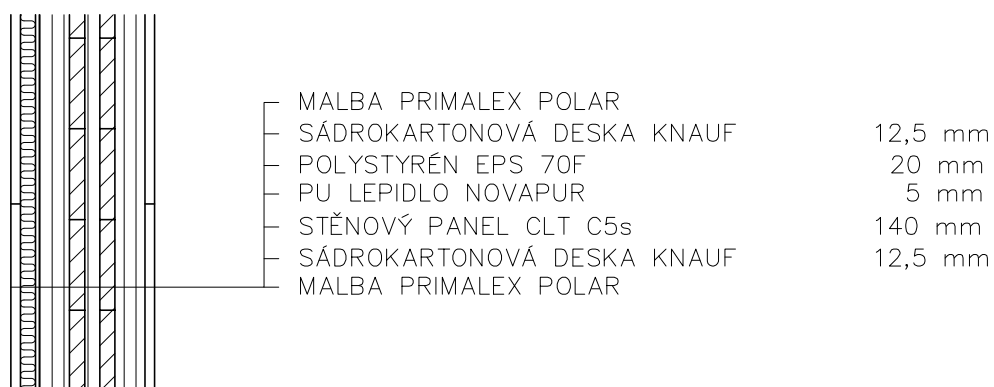 MALBA PRIMALEX POLAR
SÁDROKARTONOVÁ DESKA KNAUF 12,5 mm
POLYSTYRÉN EPS 70F 20 mm
PU LEPIDLO NOVAPUR 5 mm
STĚNOVÝ PANEL CLT C5s 140 mm
SÁDROKARTONOVÁ DESKA KNAUF 12,5 mm
MALBA PRIMALEX POLAR